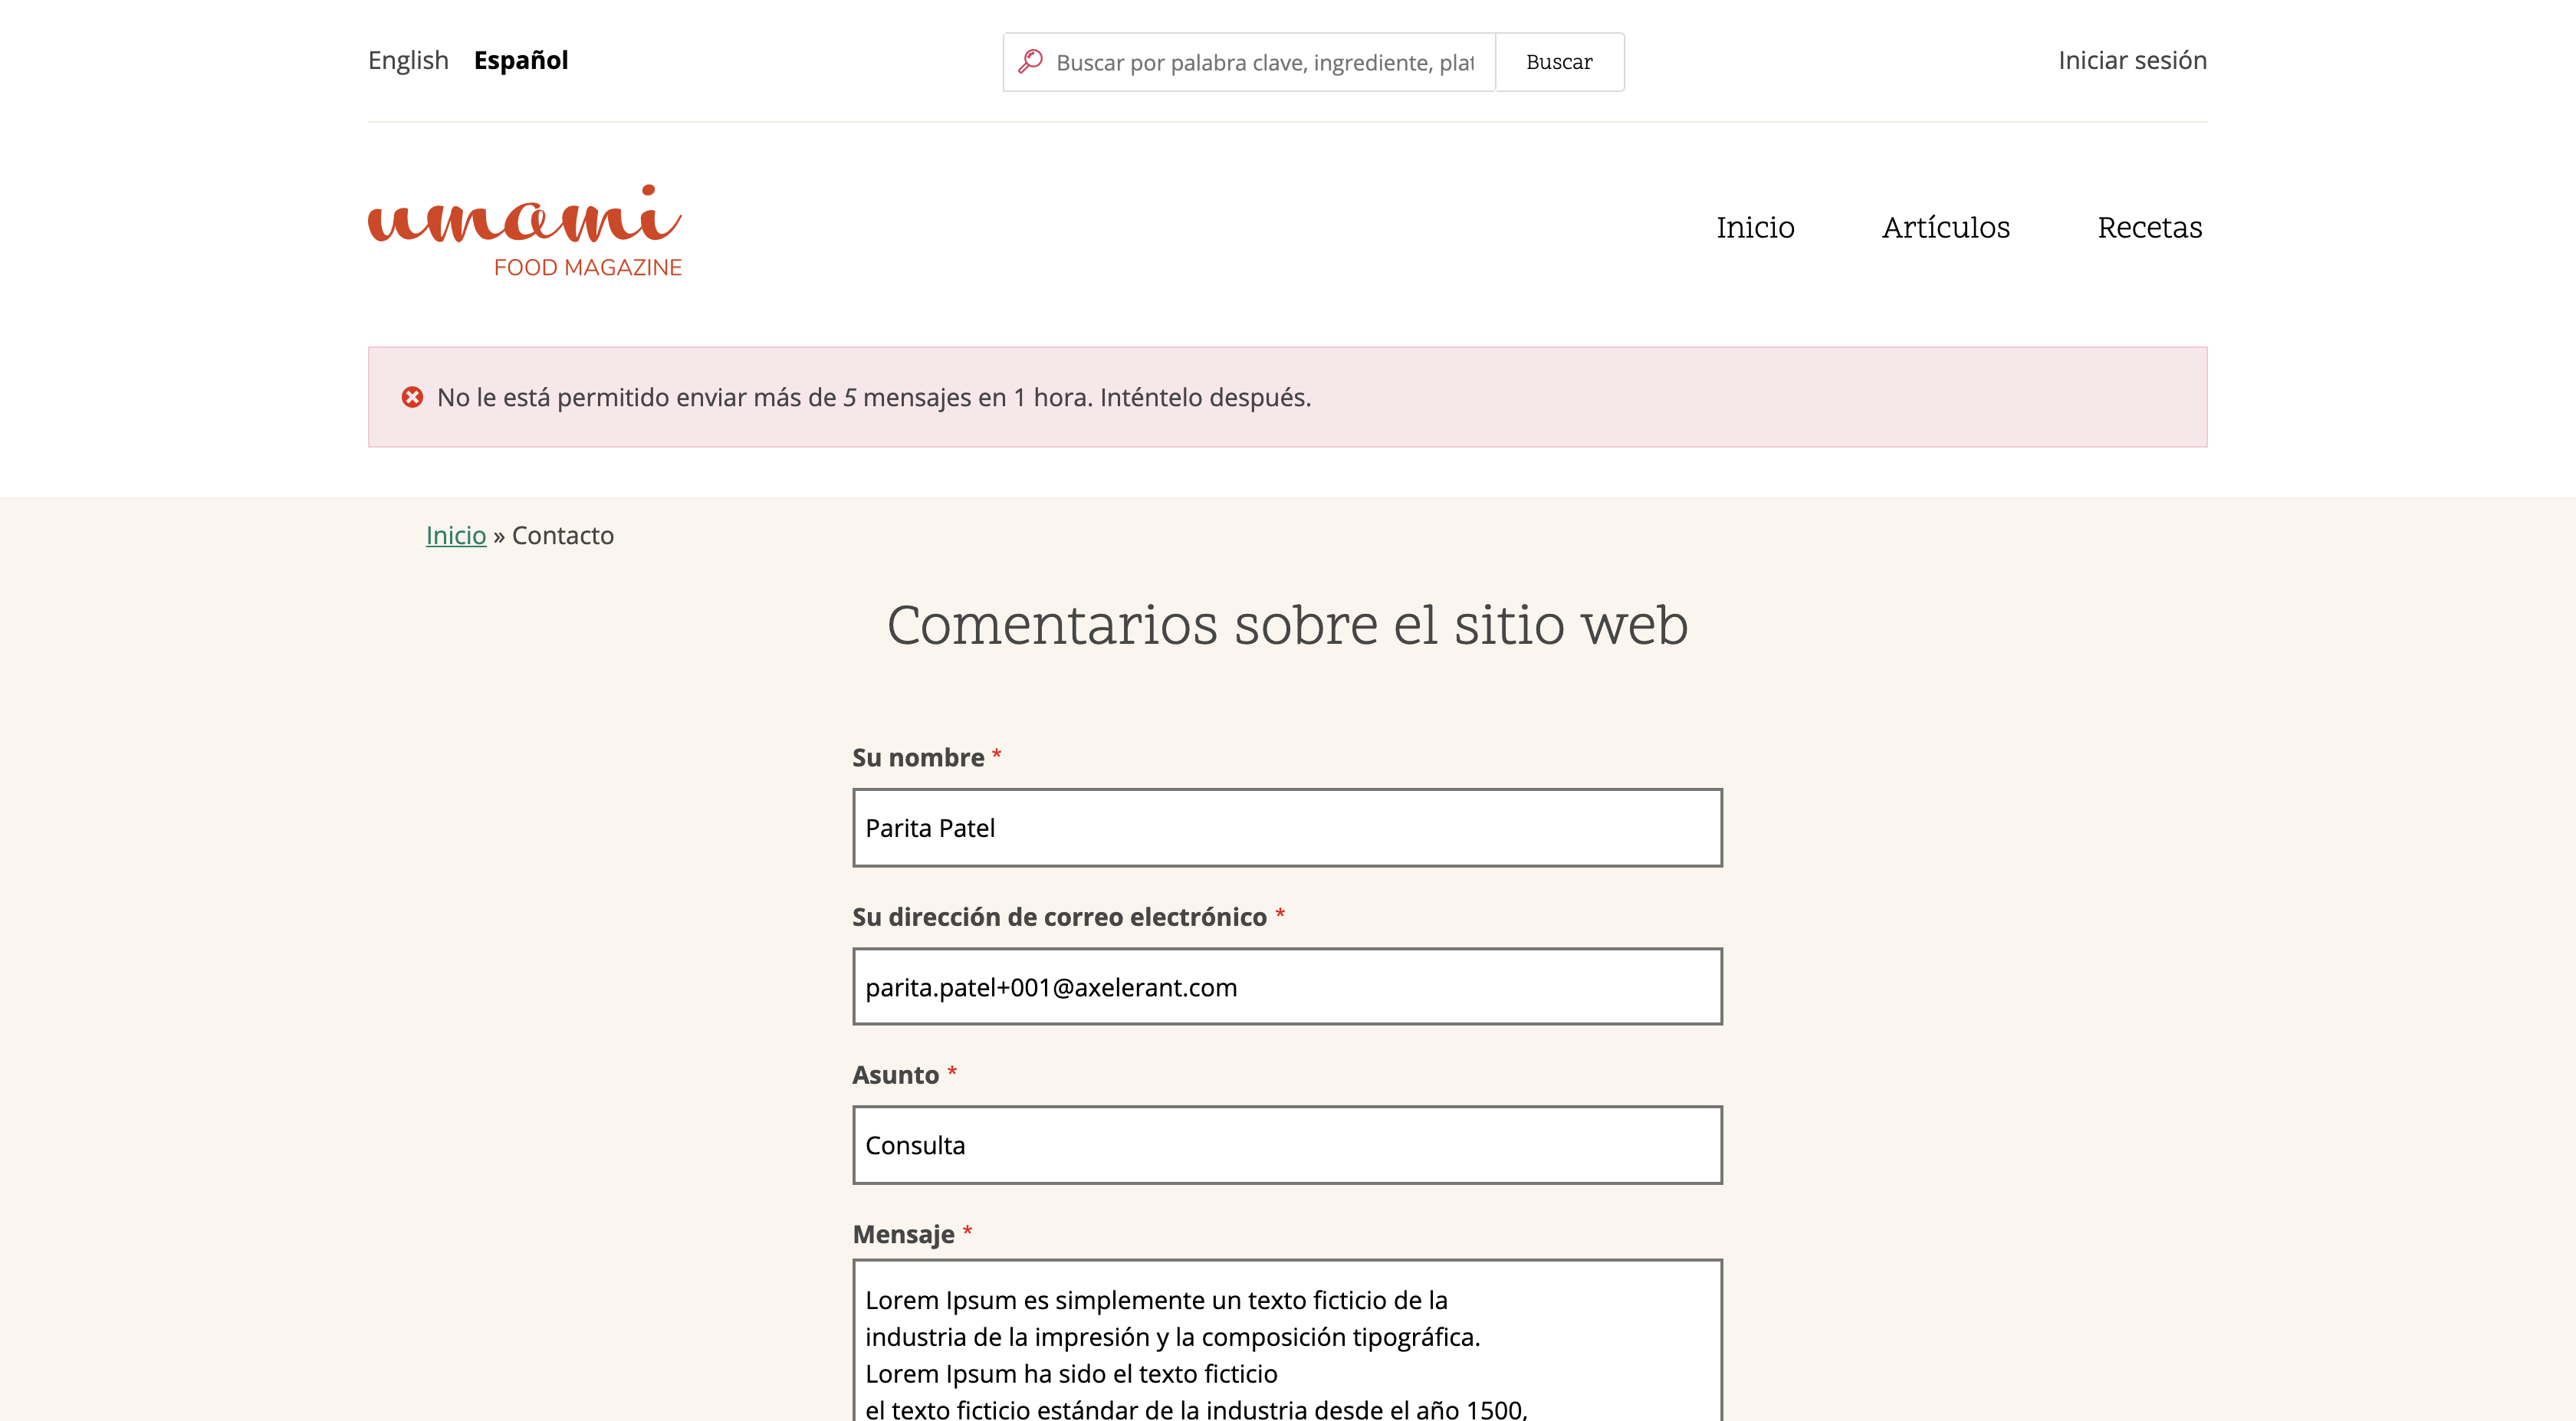 English Español
Buscar por palabra clave, ingrediente, plat
Buscar
Iniciar sesión
umami
FOOD MAGAZINE
Inicio Artículos Recetas
No le está permitido enviar más de 5 mensajes en 1 hora. Inténtelo después.
Inicio » Contacto
Comentarios sobre el sitio web
Su nombre *
Parita Patel
Su dirección de correo electrónico *
parita.patel+001@axelerant.com
Asunto *
Consulta
Mensaje *
Lorem Ipsum es simplemente un texto ficticio de la
industria de la impresión y la composición tipográfica.
Lorem Ipsum ha sido el texto ficticio
el texto ficticio estándar de la industria desde el año 1500,